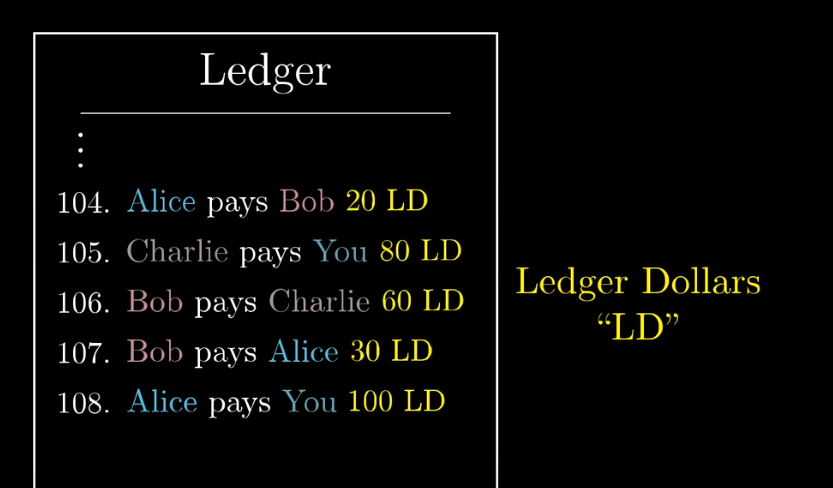 Ledger
⋮
104. Alice pays Bob 20 LD
105. Charlie pays You 80 LD
106. Bob pays Charlie 60 LD
107. Bob pays Alice 30 LD
108. Alice pays You 100 LD
Ledger Dollars
“LD”